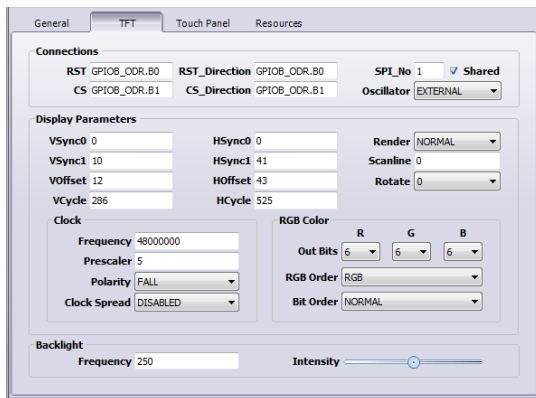 General TFT Touch Panel Resources
Connections
RST GPIOB_ODR.B0 RST_Direction GPIOB_ODR.B0 SPI_No 1 Shared
CS GPIOB_ODR.B1 CS_Direction GPIOB_ODR.B1 Oscillator EXTERNAL
Display Parameters
VSync0 0 HSync0 0 Render NORMAL
VSync1 10 HSync1 41 Scanline 0
VOffset 12 HOffset 43 Rotate 0
VCycle 286 HCycle 525
Clock RGB Color
R G B
Frequency 48000000
Out Bits 6 6 6
Prescaler 5
Polarity FALL RGB Order RGB
Clock Spread DISABLED Bit Order NORMAL
Backlight
Frequency 250 Intensity